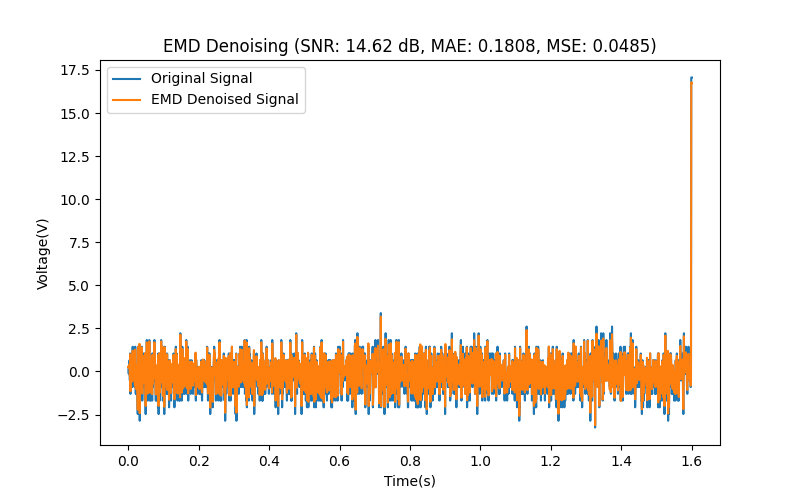 EMD Denoising (SNR: 14.62 dB, MAE: 0.1808, MSE: 0.0485)
Original Signal
EMD Denoised Signal
17.5
15.0
12.5
10.0
7.5
5.0
2.5
0.0
−2.5
Voltage(V)
0.0 0.2 0.4 0.6 0.8 1.0 1.2 1.4 1.6
Time(s)